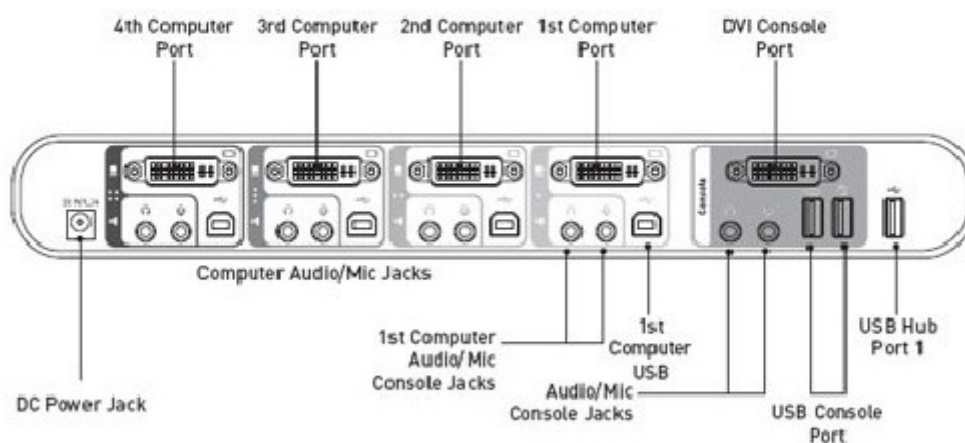 4th Computer
Port
3rd Computer
Port
2nd Computer
Port
1st Computer
Port
DVI Console
Port
Console
Computer Audio/Mic Jacks
1st Computer
Audio/ Mic
Console Jacks
1st
Computer
USB
Audio/Mic
Console Jacks
USB Hub
Port 1
USB Console
Port
DC Power Jack